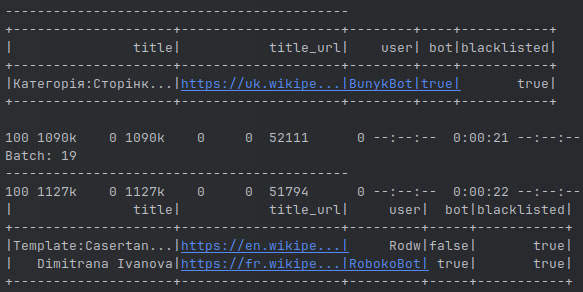 -------------------------------------------
+--------------------+--------------------+--------+----+-----------+
|               title|           title_url|    user| bot|blacklisted|
+--------------------+--------------------+--------+----+-----------+
|Категорія:Сторінк...|https://uk.wikipe...|BunykBot|true|       true|
+--------------------+--------------------+--------+----+-----------+
100 1090k    0 1090k    0     0  52111      0 --:--:--  0:00:21 --:--:--
Batch: 19
-------------------------------------------
100 1127k    0 1127k    0     0  51794      0 --:--:--  0:00:22 --:--:--
|               title|           title_url|     user|  bot|blacklisted|
+--------------------+--------------------+---------+-----+-----------+
|Template:Casertan...|https://en.wikipe...|     Rodw|false|       true|
|   Dimitrana Ivanova|https://fr.wikipe...|RobokoBot| true|       true|
+--------------------+--------------------+---------+-----+-----------+